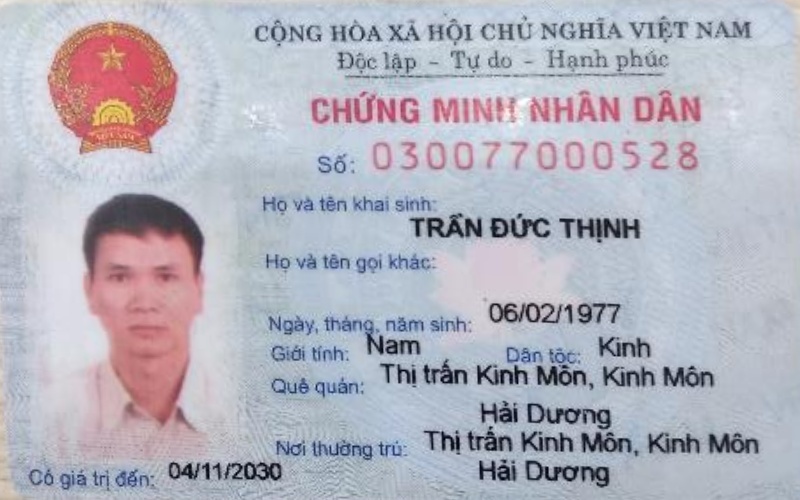 CỘNG HÒA XÃ HỘI CHỦ NGHĨA VIỆT NAM
Độc lập - Tự do - Hạnh phúc
CHỨNG MINH NHÂN DÂN
Số: 030077000528
Họ và tên khai sinh:
TRẦN ĐỨC THỊNH
Họ và tên gọi khác:
Ngày, tháng, năm sinh: 06/02/1977
Giới tính: Nam Dân tộc: Kinh
Quê quán: Thị trấn Kinh Môn, Kinh Môn
Hải Dương
Nơi thường trú: Thị trấn Kinh Môn, Kinh Môn
Có giá trị đến: 04/11/2030 Hải Dương